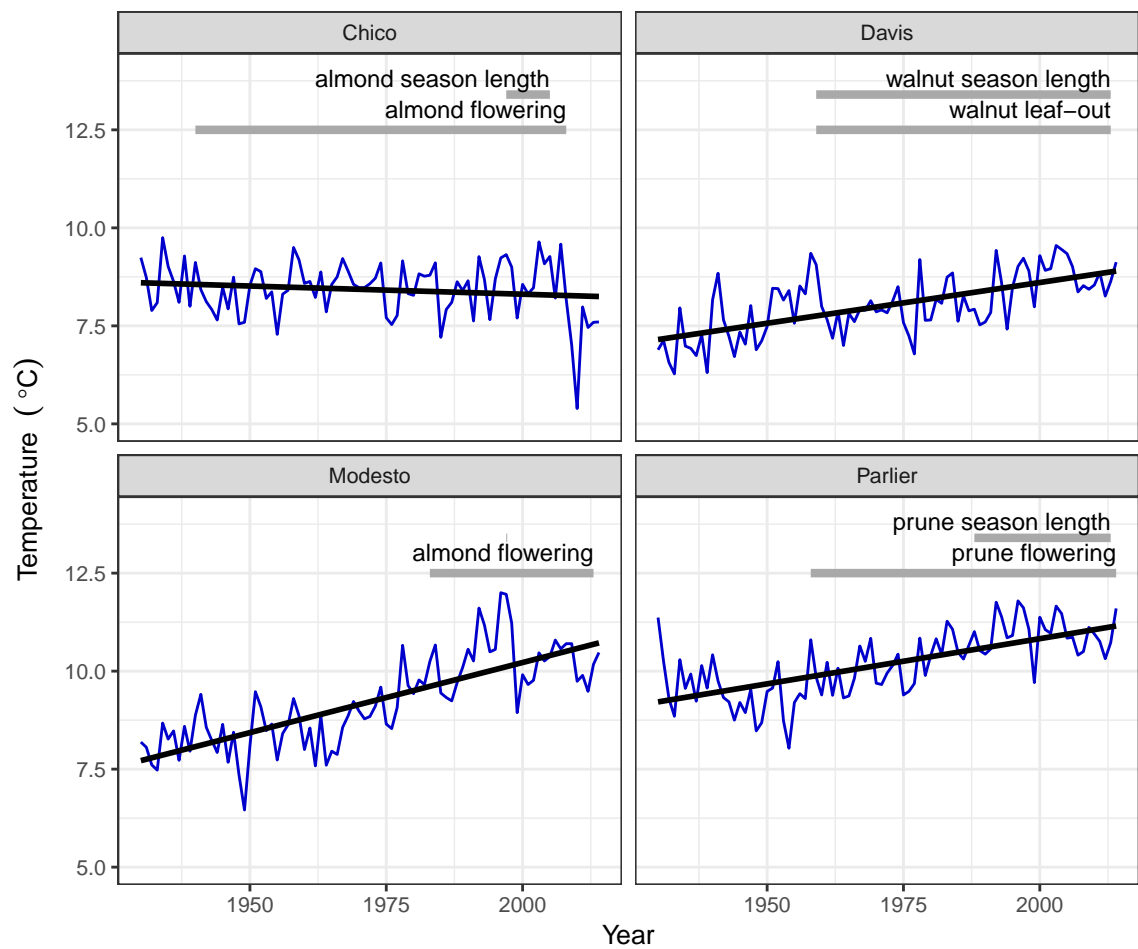 Chico
Davis
almond season length
almond flowering
walnut season length
walnut leaf−out
12.5
10.0
7.5
5.0
Modesto
Parlier
almond flowering
prune season length
prune flowering
12.5
10.0
7.5
5.0
1950 1975 2000
1950 1975 2000
Temperature ( °C)
Year